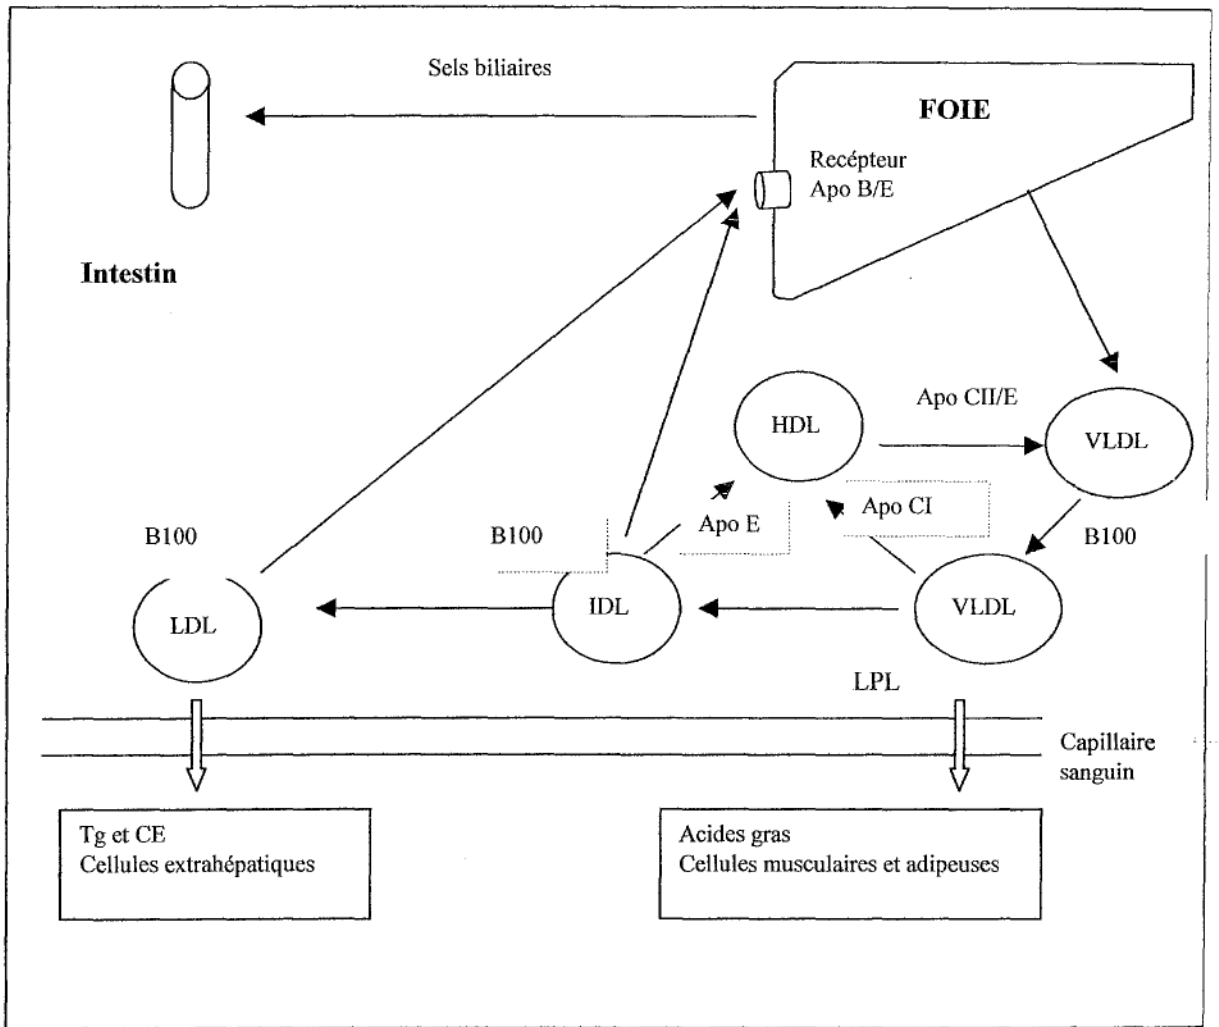 Sels biliaires
FOIE
Recépteur
Apo B/E
Intestin
Apo CII/E
HDL
VLDL
Apo E
Apo CI
B100
B100
B100
LDL
IDL
VLDL
LPL
Capillaire
sanguin
Tg et CE
Cellules extrahépatiques
Acides gras
Cellules musculaires et adipeuses